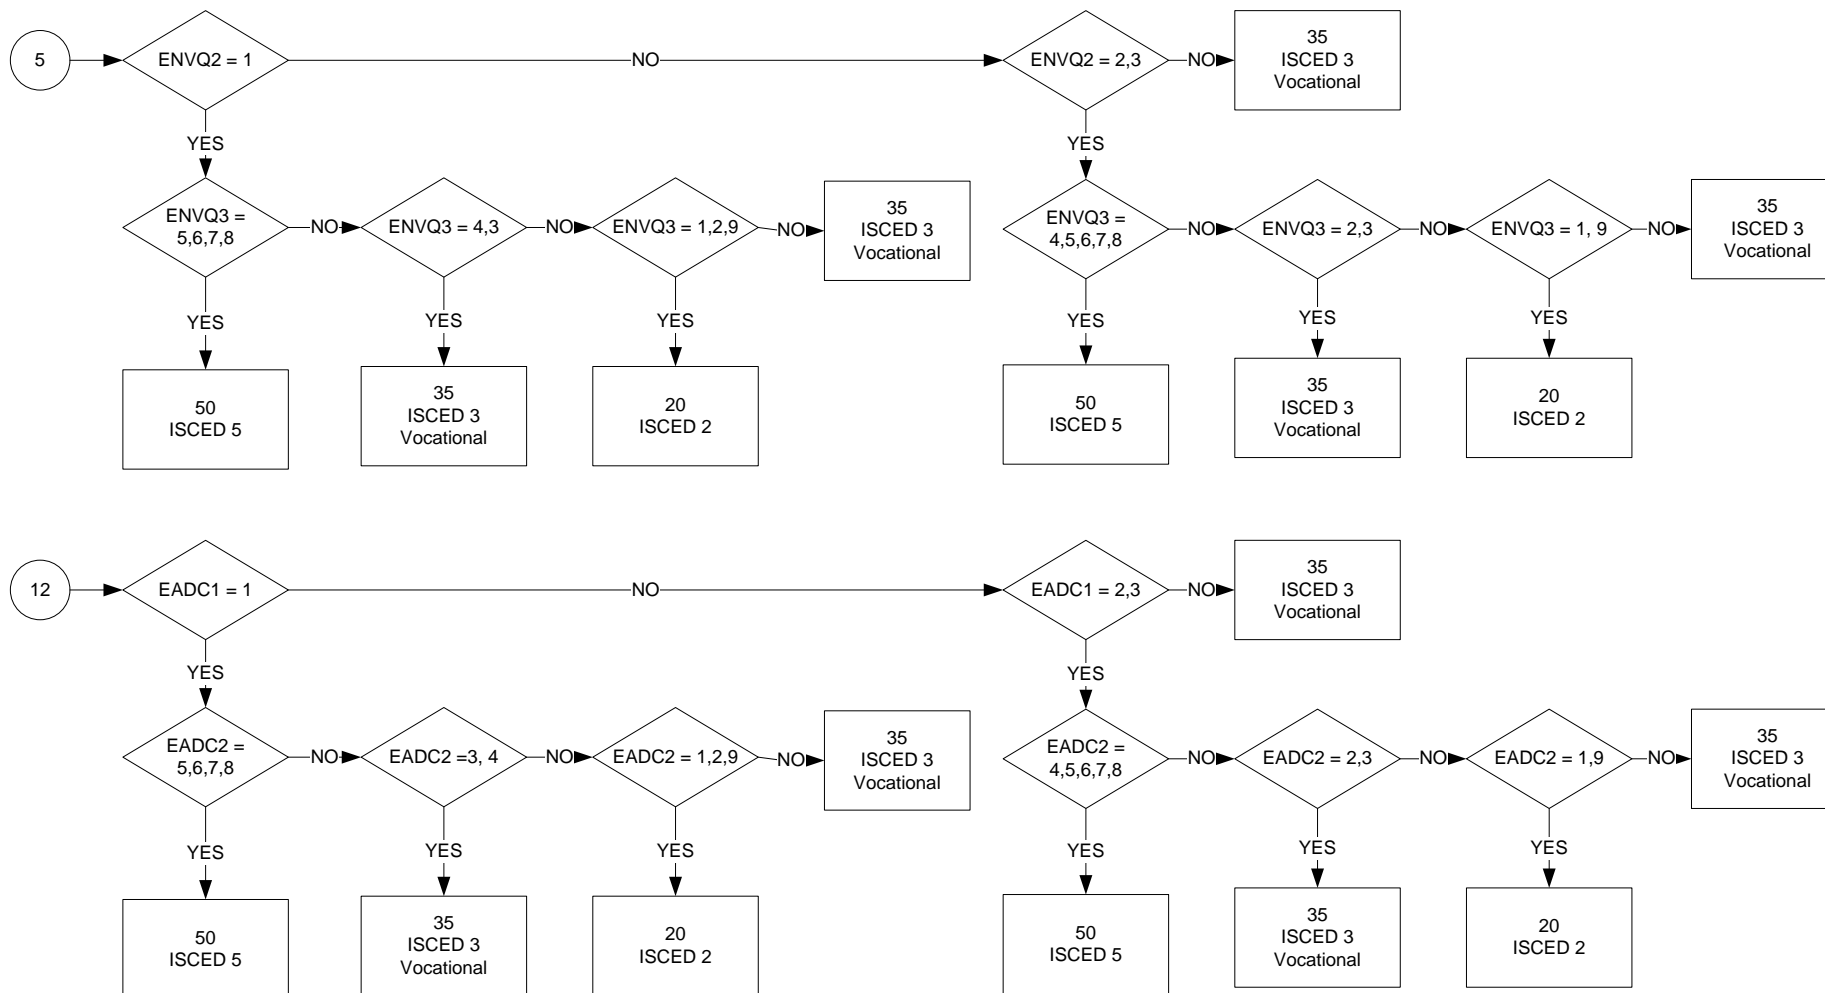 5
ENVQ2 = 1
NO
ENVQ2 = 2,3
NO
35
ISCED 3
Vocational
YES
YES
ENVQ3 =
5,6,7,8
NO
ENVQ3 = 4,3
NO
ENVQ3 = 1,2,9
NO
35
ISCED 3
Vocational
ENVQ3 =
4,5,6,7,8
NO
ENVQ3 = 2,3
NO
ENVQ3 = 1, 9
NO
35
ISCED 3
Vocational
YES
YES
YES
YES
YES
YES
50
ISCED 5
35
ISCED 3
Vocational
20
ISCED 2
50
ISCED 5
35
ISCED 3
Vocational
20
ISCED 2
12
EADC1 = 1
NO
EADC1 = 2,3
NO
35
ISCED 3
Vocational
YES
YES
EADC2 =
5,6,7,8
NO
EADC2 =3, 4
NO
EADC2 = 1,2,9
NO
35
ISCED 3
Vocational
EADC2 =
4,5,6,7,8
NO
EADC2 = 2,3
NO
EADC2 = 1,9
NO
35
ISCED 3
Vocational
YES
YES
YES
YES
YES
YES
50
ISCED 5
35
ISCED 3
Vocational
20
ISCED 2
50
ISCED 5
35
ISCED 3
Vocational
20
ISCED 2